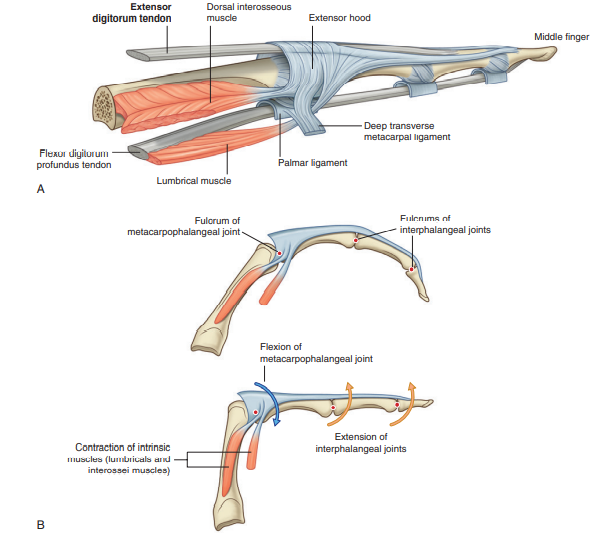 Extensor
digitorum tendon
Dorsal interosseous
muscle
Extensor hood
Middle finger
Deep transverse
metacarpal ligament
Palmar ligament
Flexor digitorum
profundus tendon
Lumbrical muscle
A
Fulcrum of
metacarpophalangeal joint
Fulcrums of
interphalangeal joints
Flexion of
metacarpophalangeal joint
Contraction of intrinsic
muscles (lumbricals and
interossei muscles)
Extension of
interphalangeal joints
B